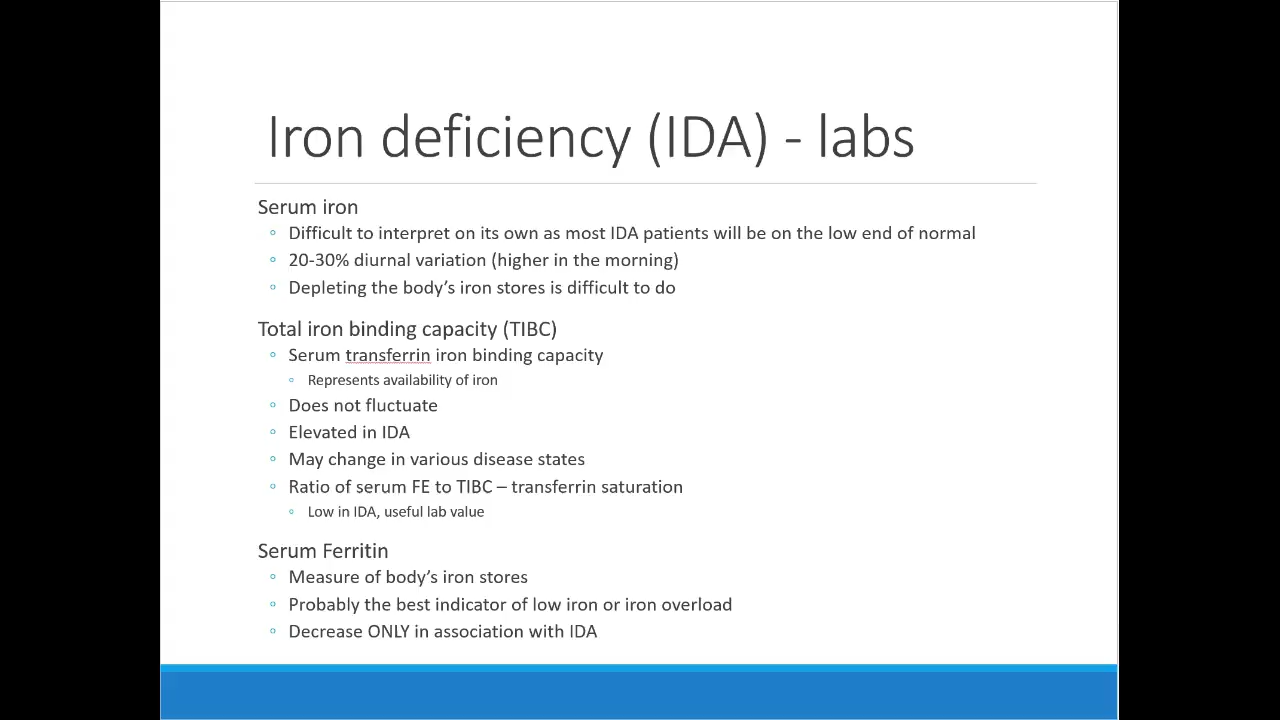 Iron deficiency (IDA) - labs
Serum iron
◦ Difficult to interpret on its own as most IDA patients will be on the low end of normal
◦ 20-30% diurnal variation (higher in the morning)
◦ Depleting the body’s iron stores is difficult to do
Total iron binding capacity (TIBC)
◦ Serum transferrin iron binding capacity
◦ Represents availability of iron
◦ Does not fluctuate
◦ Elevated in IDA
◦ May change in various disease states
◦ Ratio of serum FE to TIBC – transferrin saturation
◦ Low in IDA, useful lab value
Serum Ferritin
◦ Measure of body’s iron stores
◦ Probably the best indicator of low iron or iron overload
◦ Decrease ONLY in association with IDA